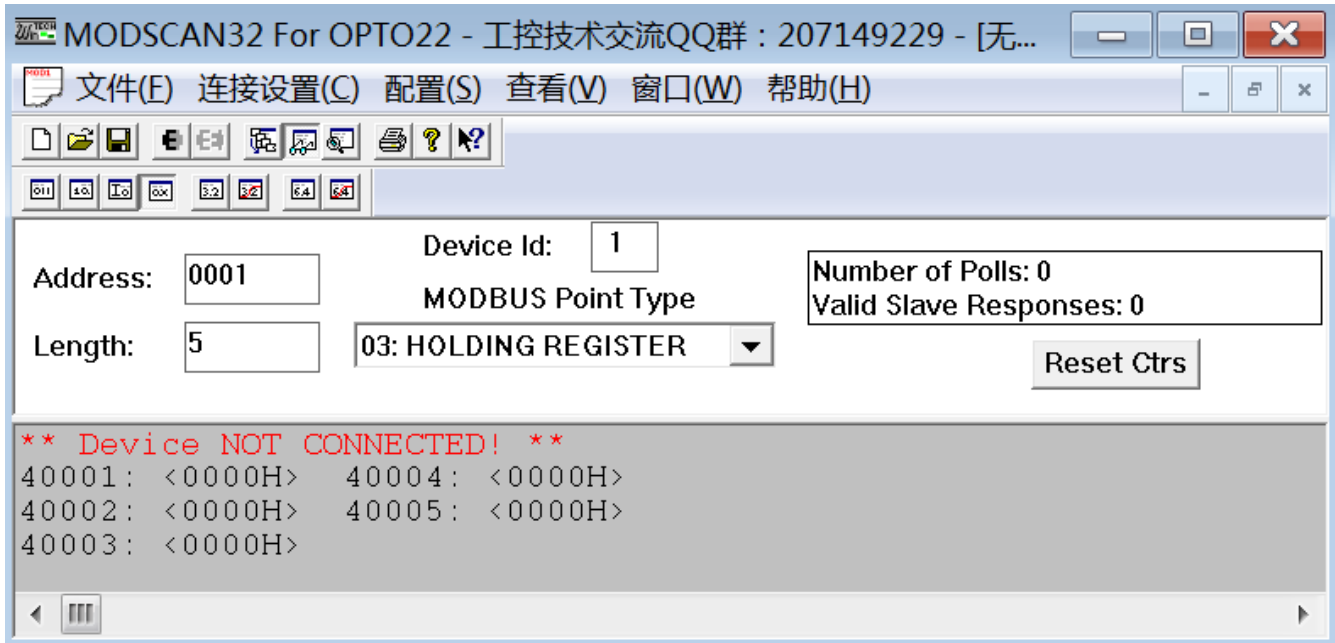 MODSCAN32 For OPTO22 - 工控技术交流QQ群：207149229 - [无...
文件(F) 连接设置(C) 配置(S) 查看(V) 窗口(W) 帮助(H)
Address: 0001
Device Id: 1
MODBUS Point Type
Length: 5
03: HOLDING REGISTER
Number of Polls: 0
Valid Slave Responses: 0
Reset Ctrs
** Device NOT CONNECTED! **
40001: <0000H> 40004: <0000H>
40002: <0000H> 40005: <0000H>
40003: <0000H>